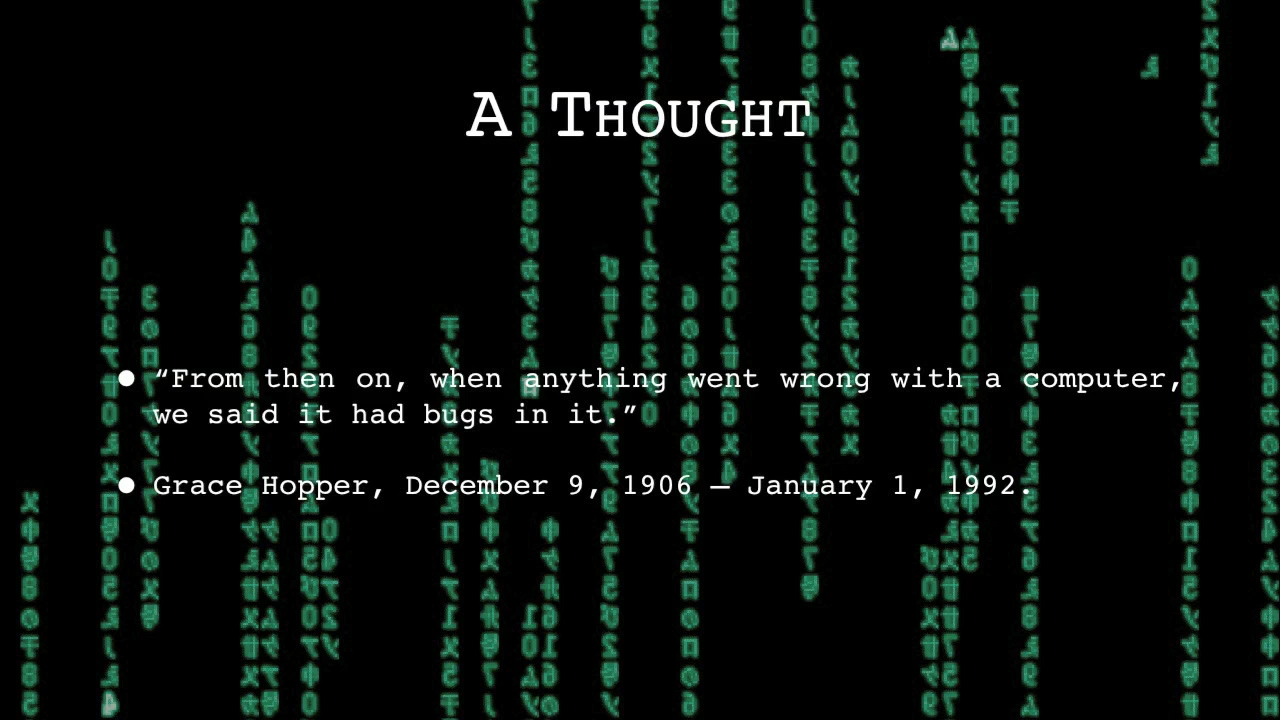 A Thought
● “From then on, when anything went wrong with a computer,
we said it had bugs in it.”
● Grace Hopper, December 9, 1906 – January 1, 1992.